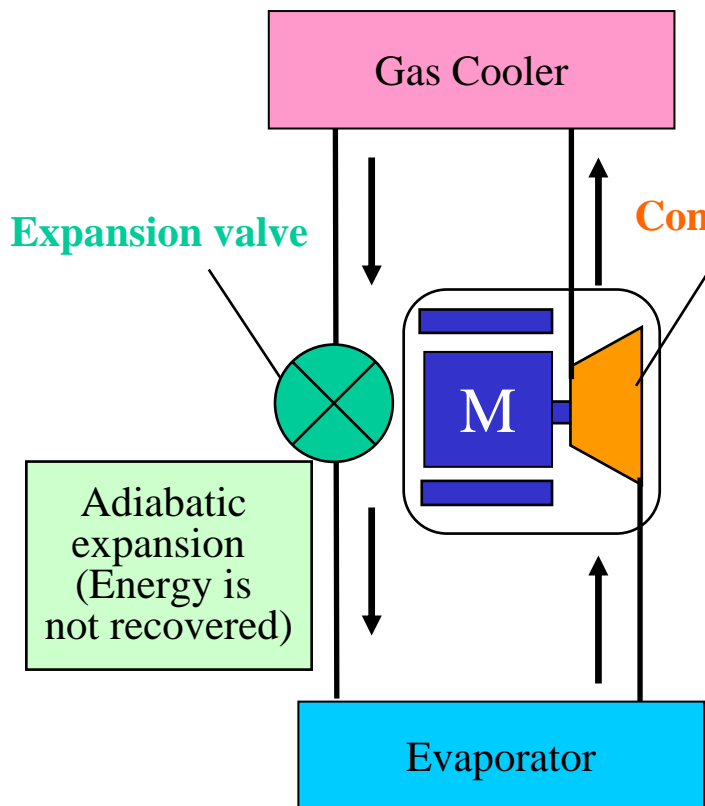 Gas Cooler
Expansion valve
M
Adiabatic
expansion
(Energy is
not recovered)
Evaporator